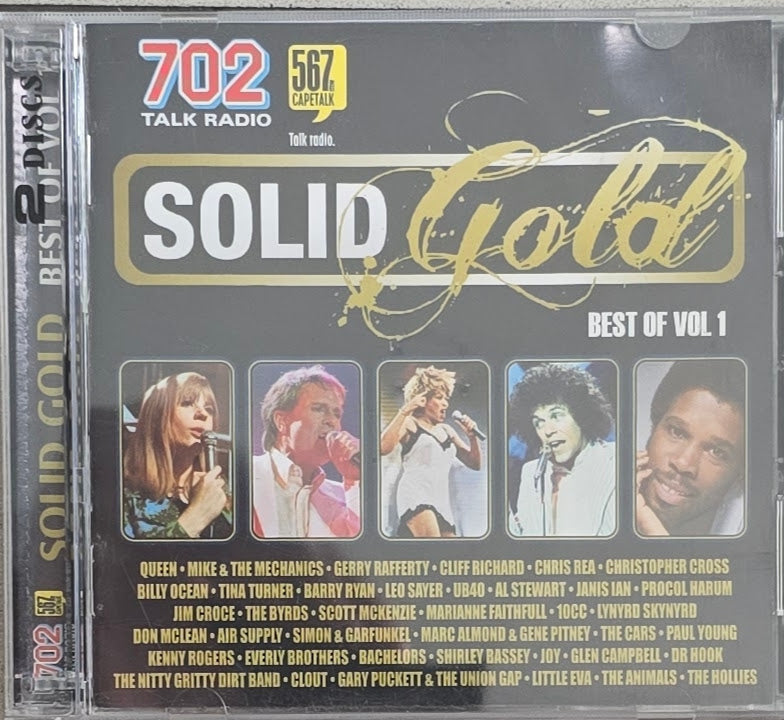 702
TALK RADIO
567
CAPETALK
Talk radio.
SOLID Gold
BEST OF VOL 1
QUEEN • MIKE & THE MECHANICS • GERRY RAFFERTY • CLIFF RICHARD • CHRIS REA • CHRISTOPHER CROSS
BILLY OCEAN • TINA TURNER • BARRY RYAN • LEO SAYER • UB40 • AL STEWART • JANIS IAN • PROCOL HARUM
JIM CROCE • THE BYRDS • SCOTT MCKENZIE • MARIANNE FAITHFULL • 10CC • LYNYRD SKYNYRD
DON MCLEAN • AIR SUPPLY • SIMON & GARFUNKEL • MARC ALMOND & GENE PITNEY • THE CARS • PAUL YOUNG
KENNY ROGERS • EVERLY BROTHERS • BACHELORS • SHIRLEY BASSEY • JOY • GLEN CAMPBELL • DR HOOK
THE NITTY GRITTY DIRT BAND • CLOUT • GARY PUCKETT & THE UNION GAP • LITTLE EVA • THE ANIMALS • THE HOLLIES
2 DISCS
702 567 SOLID GOLD BEST OF VOL